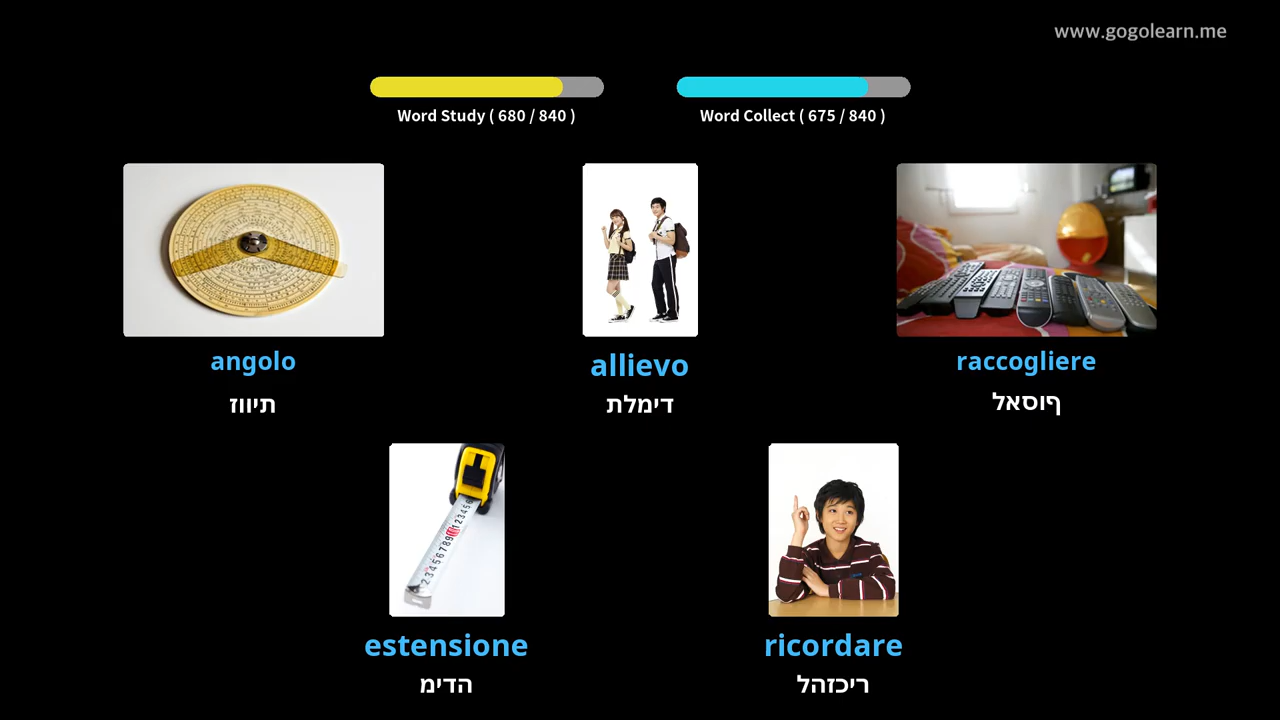 www.gogolearn.me
Word Study ( 680 / 840 )
Word Collect ( 675 / 840 )
angolo
תיווז
allievo
דימלת
raccogliere
ףוסאל
estensione
הדימ
ricordare
ריכזהל